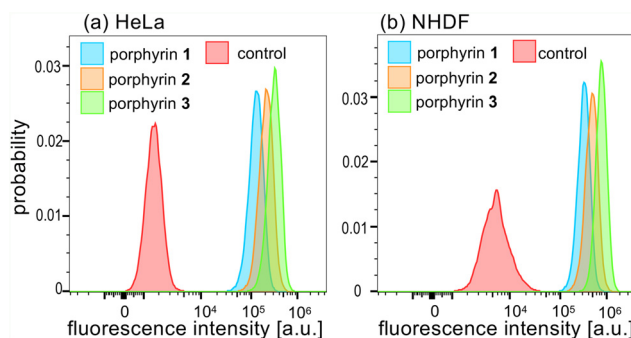 (a) HeLa
porphyrin 1
control
porphyrin 2
porphyrin 3
probability
0.03
0.02
0.01
0
0 10⁴ 10⁵ 10⁶
fluorescence intensity [a.u.]
(b) NHDF
porphyrin 1
control
porphyrin 2
porphyrin 3
0.03
0.02
0.01
0
0 10⁴ 10⁵ 10⁶
fluorescence intensity [a.u.]